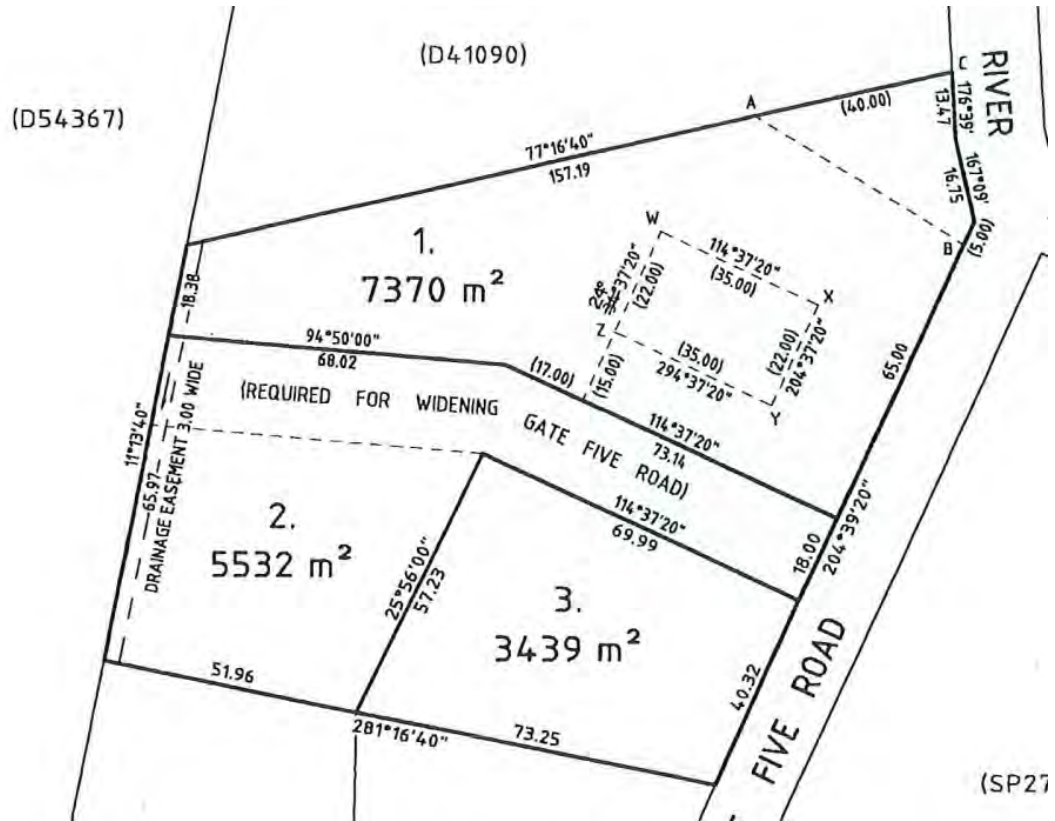 (D41090)
(D54367)
RIVER
C
176°39'
13.47
A
(40.00)
77°16'40"
157.19
167°09'
16.75
(5.00)
B
W
114°37'20"
(35.00)
X
24°
37'20"
(22.00)
Z
(35.00)
294°37'20"
(22.00)
204°37'20"
Y
(15.00)
(17.00)
1.
7370 m²
18.38
94°50'00"
68.02
65.00
(REQUIRED FOR WIDENING GATE FIVE ROAD)
114°37'20"
73.14
11°13'40"
65.97
DRAINAGE EASEMENT 3.00 WIDE
114°37'20"
69.99
18.00
204°39'20"
2.
5532 m²
25°56'00"
57.23
3.
3439 m²
40.32
51.96
281°16'40"
73.25
FIVE ROAD
(SP27